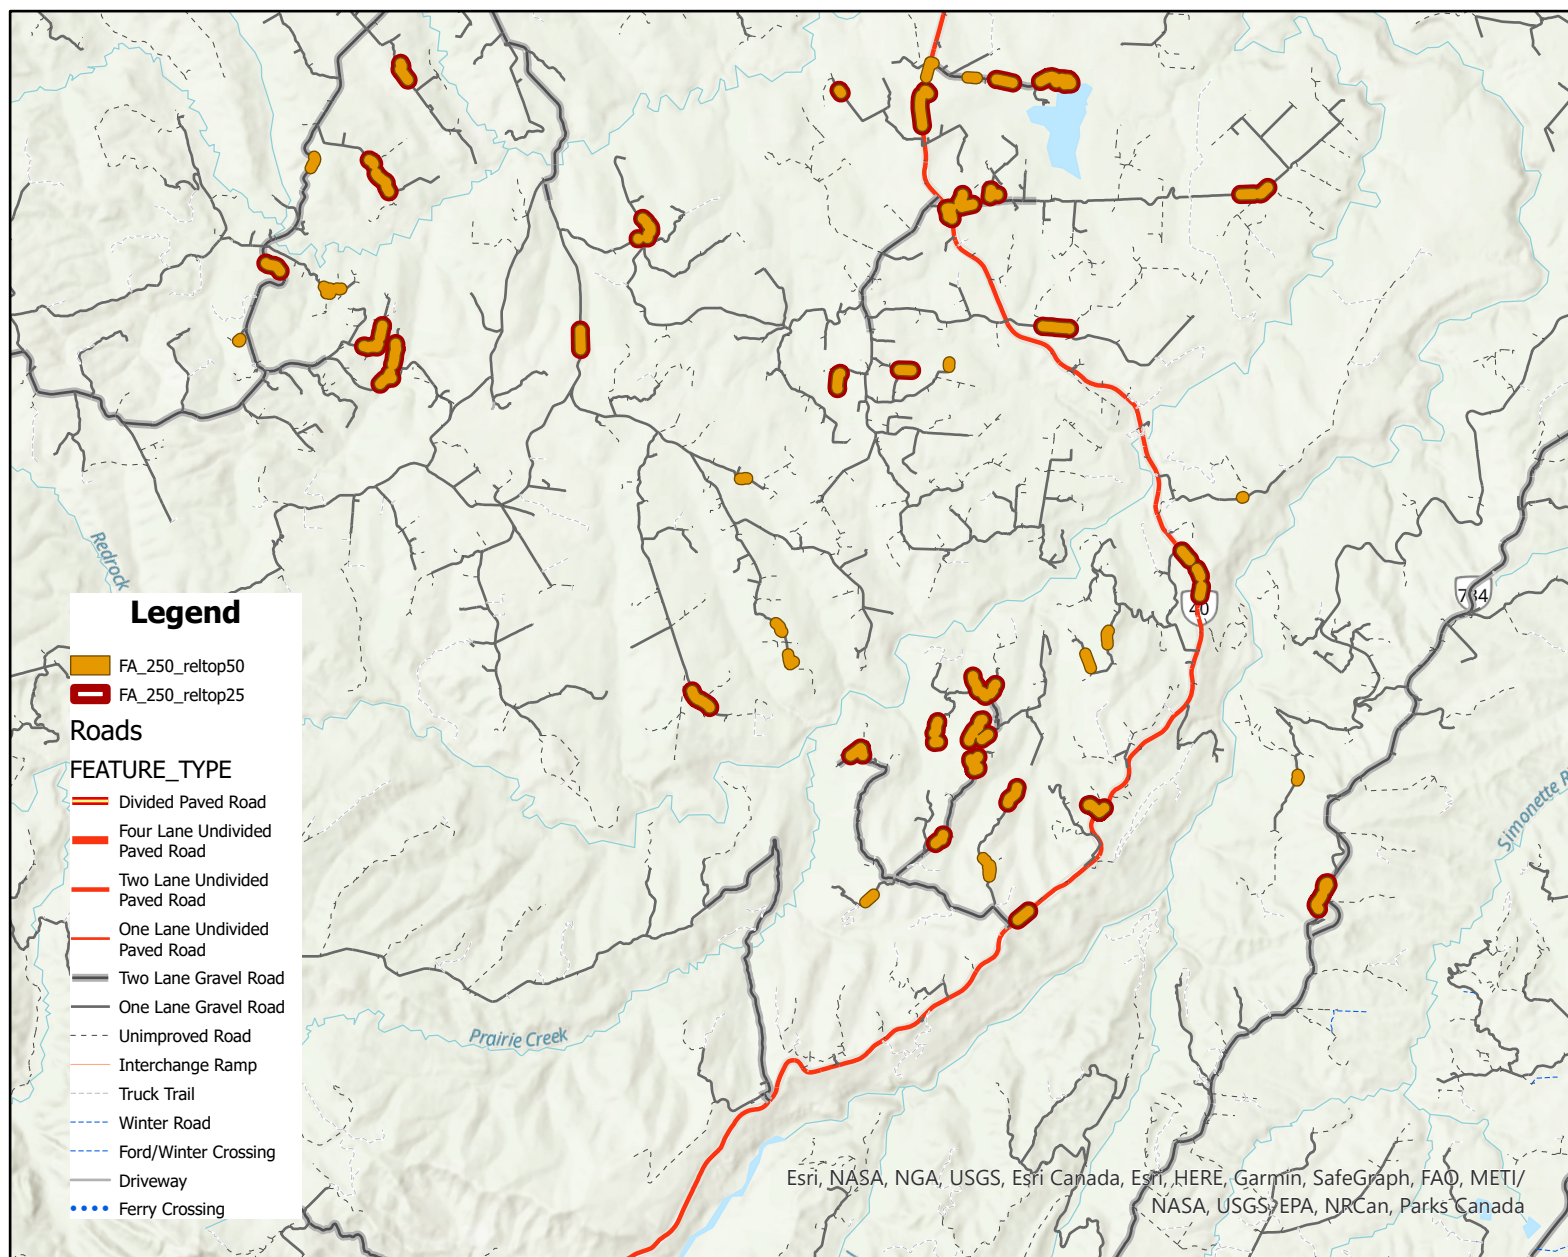 Redrock
Legend
FA_250_reltop50
FA_250_reltop25
Roads
FEATURE_TYPE
Divided Paved Road
Four Lane Undivided
Paved Road
Two Lane Undivided
Paved Road
One Lane Undivided
Paved Road
Two Lane Gravel Road
One Lane Gravel Road
Unimproved Road
Interchange Ramp
Truck Trail
Winter Road
Ford/Winter Crossing
Driveway
Ferry Crossing
40
734
Simonette R
Prairie Creek
Esri, NASA, NGA, USGS, Esri Canada, Esri, HERE, Garmin, SafeGraph, FAO, METI/
NASA, USGS, EPA, NRCan, Parks Canada